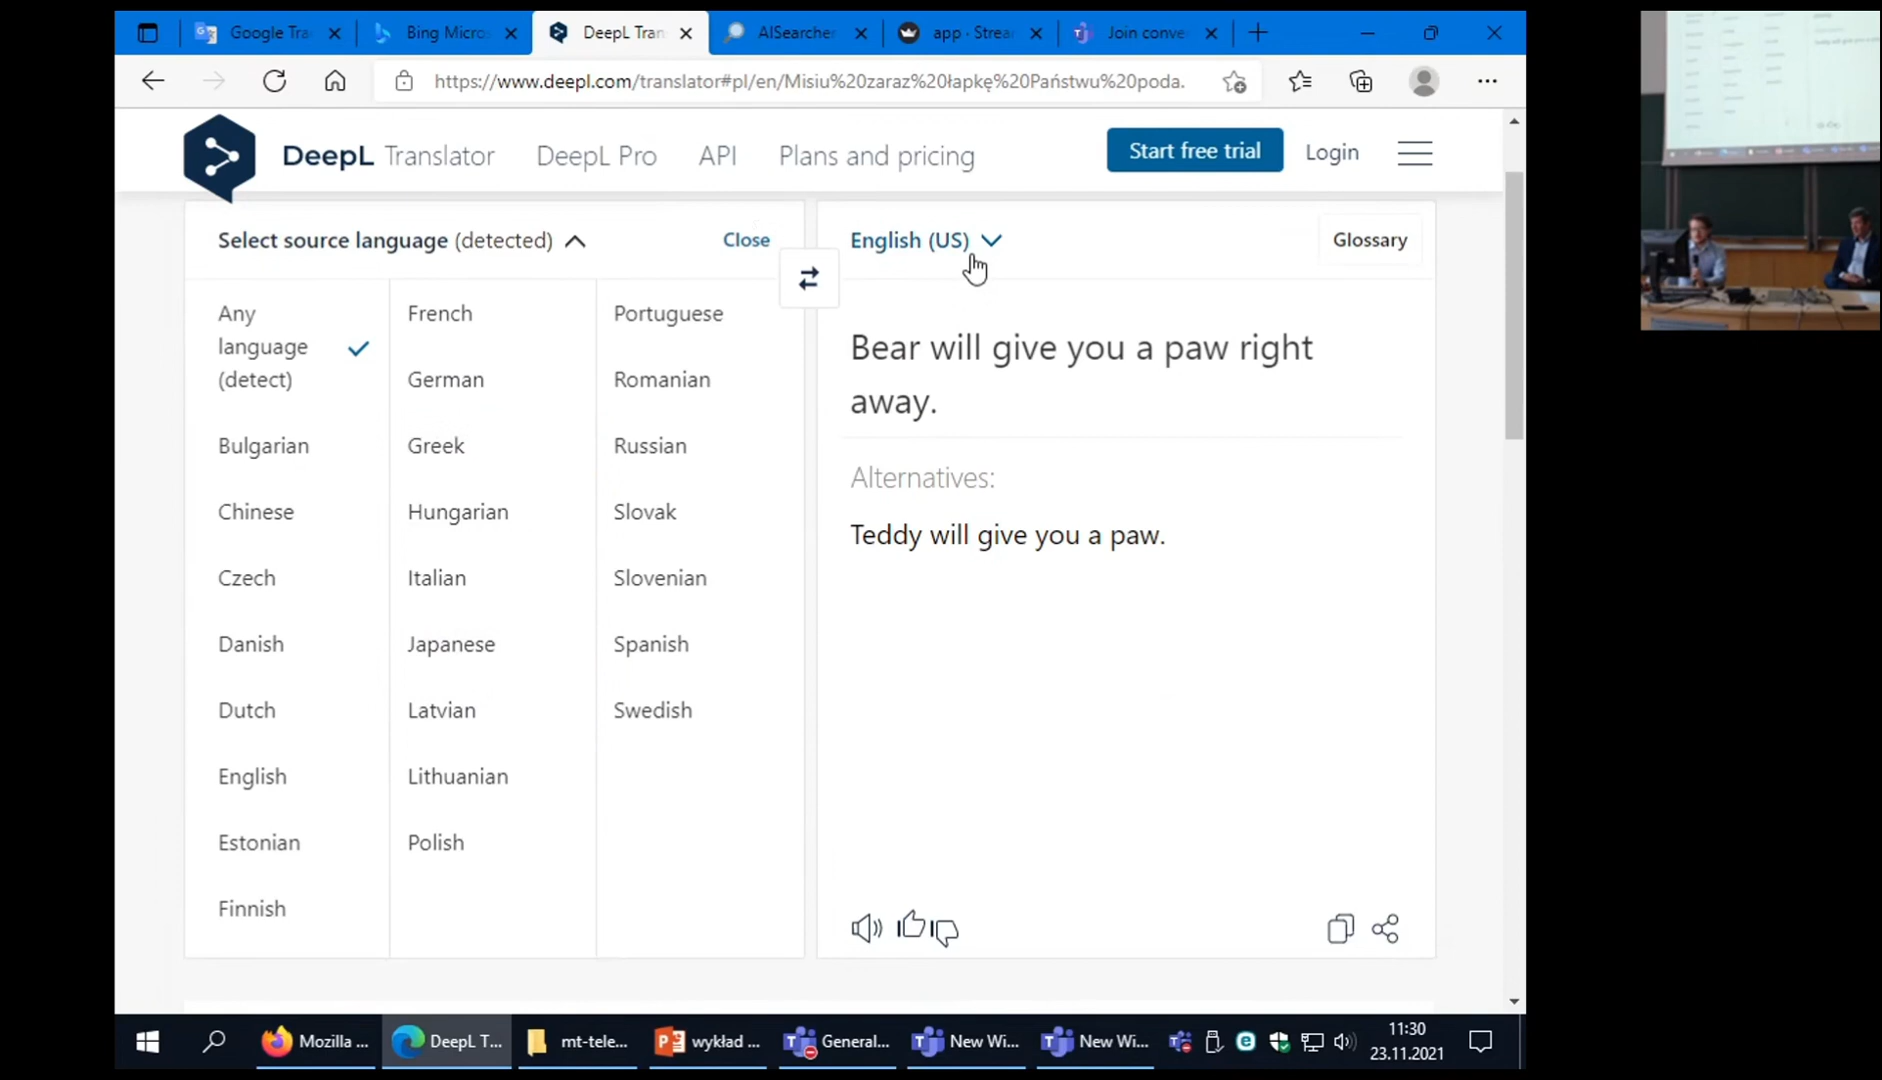 Google Tra
Bing Micros
DeepL Tran
AISearcher
app · Strea
Join conve
https://www.deepl.com/translator#pl/en/Misiu%20zaraz%20łapkę%20Państwu%20poda.
DeepL Translator
DeepL Pro
API
Plans and pricing
Start free trial
Login
Select source language (detected)
Close
English (US)
Glossary
Any
language
(detect)
Bulgarian
Chinese
Czech
Danish
Dutch
English
Estonian
Finnish
French
German
Greek
Hungarian
Italian
Japanese
Latvian
Lithuanian
Polish
Portuguese
Romanian
Russian
Slovak
Slovenian
Spanish
Swedish
Bear will give you a paw right
away.
Alternatives:
Teddy will give you a paw.
Mozilla ...
DeepL T...
mt-tele...
wykład ...
General...
New Wi...
New Wi...
11:30
23.11.2021